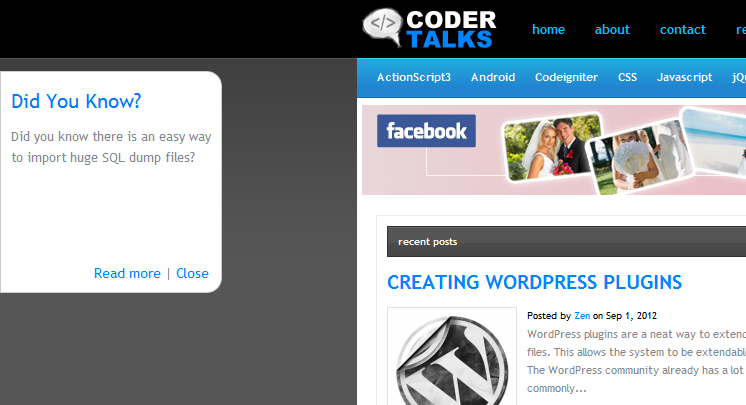 </>
CODER
TALKS
home about contact
ActionScript3 Android Codeigniter CSS Javascript
Did You Know?
Did you know there is an easy way
to import huge SQL dump files?
Read more | Close
facebook
recent posts
CREATING WORDPRESS PLUGINS
Posted by Zen on Sep 1, 2012
WordPress plugins are a neat way to extend
files. This allows the system to be extendable
The WordPress community already has a lot
commonly...
W